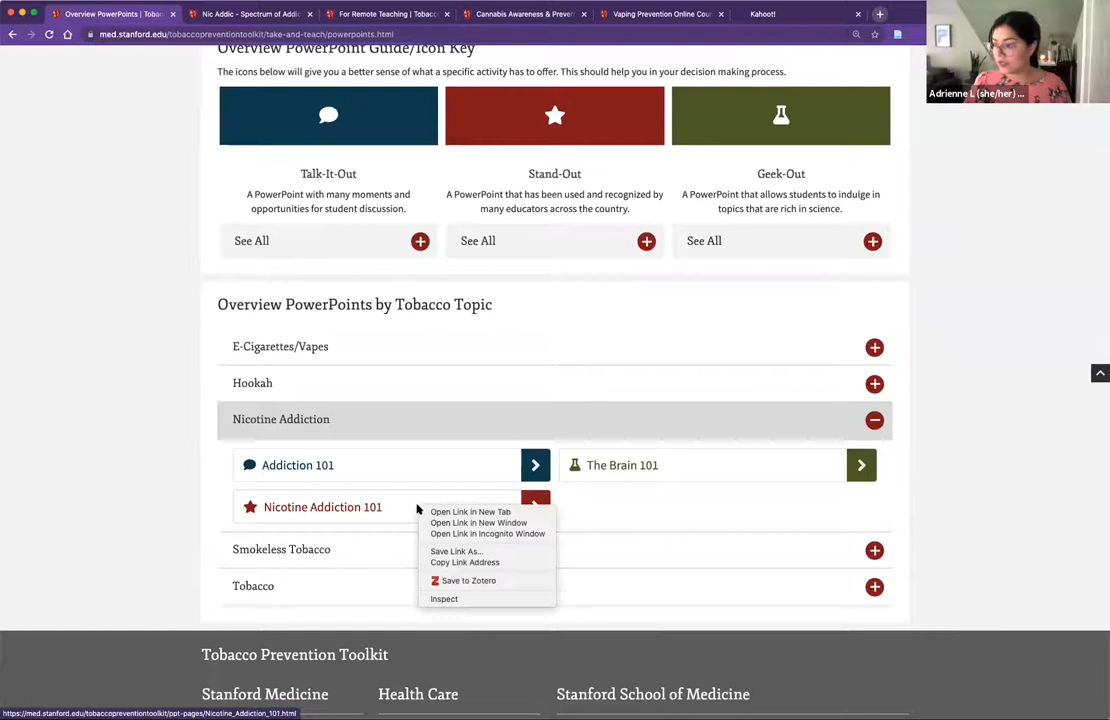 Overview PowerPoints | Tobac
Nic Addic - Spectrum of Addic
For Remote Teaching | Tobacc
Cannabis Awareness & Preven
Vaping Prevention Online Cour
Kahoot!
med.stanford.edu/tobaccopreventiontoolkit/take-and-teach/powerpoints.html
Adrienne L (she/her) ...
Overview PowerPoint Guide/Icon Key
The icons below will give you a better sense of what a specific activity has to offer. This should help you in your decision making process.
Talk-It-Out
A PowerPoint with many moments and
opportunities for student discussion.
See All
Stand-Out
A PowerPoint that has been used and recognized by
many educators across the country.
See All
Geek-Out
A PowerPoint that allows students to indulge in
topics that are rich in science.
See All
Overview PowerPoints by Tobacco Topic
E-Cigarettes/Vapes
Hookah
Nicotine Addiction
Addiction 101
The Brain 101
Nicotine Addiction 101
Open Link in New Tab
Open Link in New Window
Open Link in Incognito Window
Save Link As...
Copy Link Address
Save to Zotero
Inspect
Smokeless Tobacco
Tobacco
Tobacco Prevention Toolkit
Stanford Medicine
Health Care
Stanford School of Medicine
https://med.stanford.edu/tobaccopreventiontoolkit/ppt-pages/Nicotine_Addiction_101.html